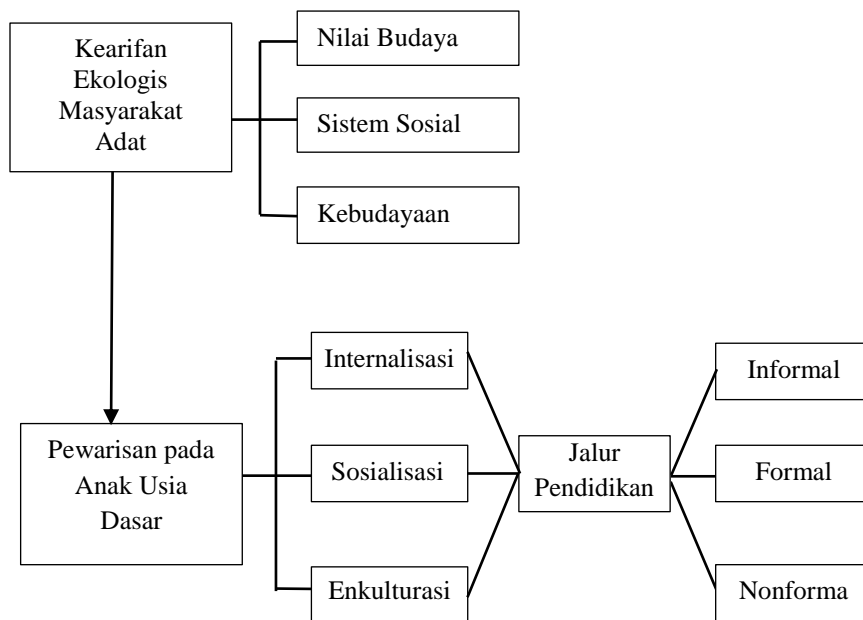 Kearifan
Ekologis
Masyarakat
Adat
Nilai Budaya
Sistem Sosial
Kebudayaan
Pewarisan pada
Anak Usia
Dasar
Internalisasi
Sosialisasi
Enkulturasi
Jalur
Pendidikan
Informal
Formal
Nonforma